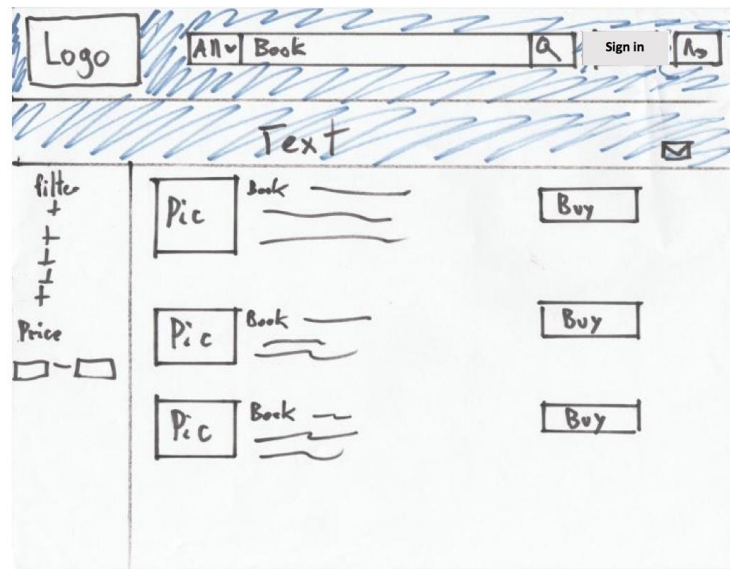 Logo
All Book
Sign in
Text
filter
Price
Pic Book Buy
Pic Book Buy
Pic Book Buy